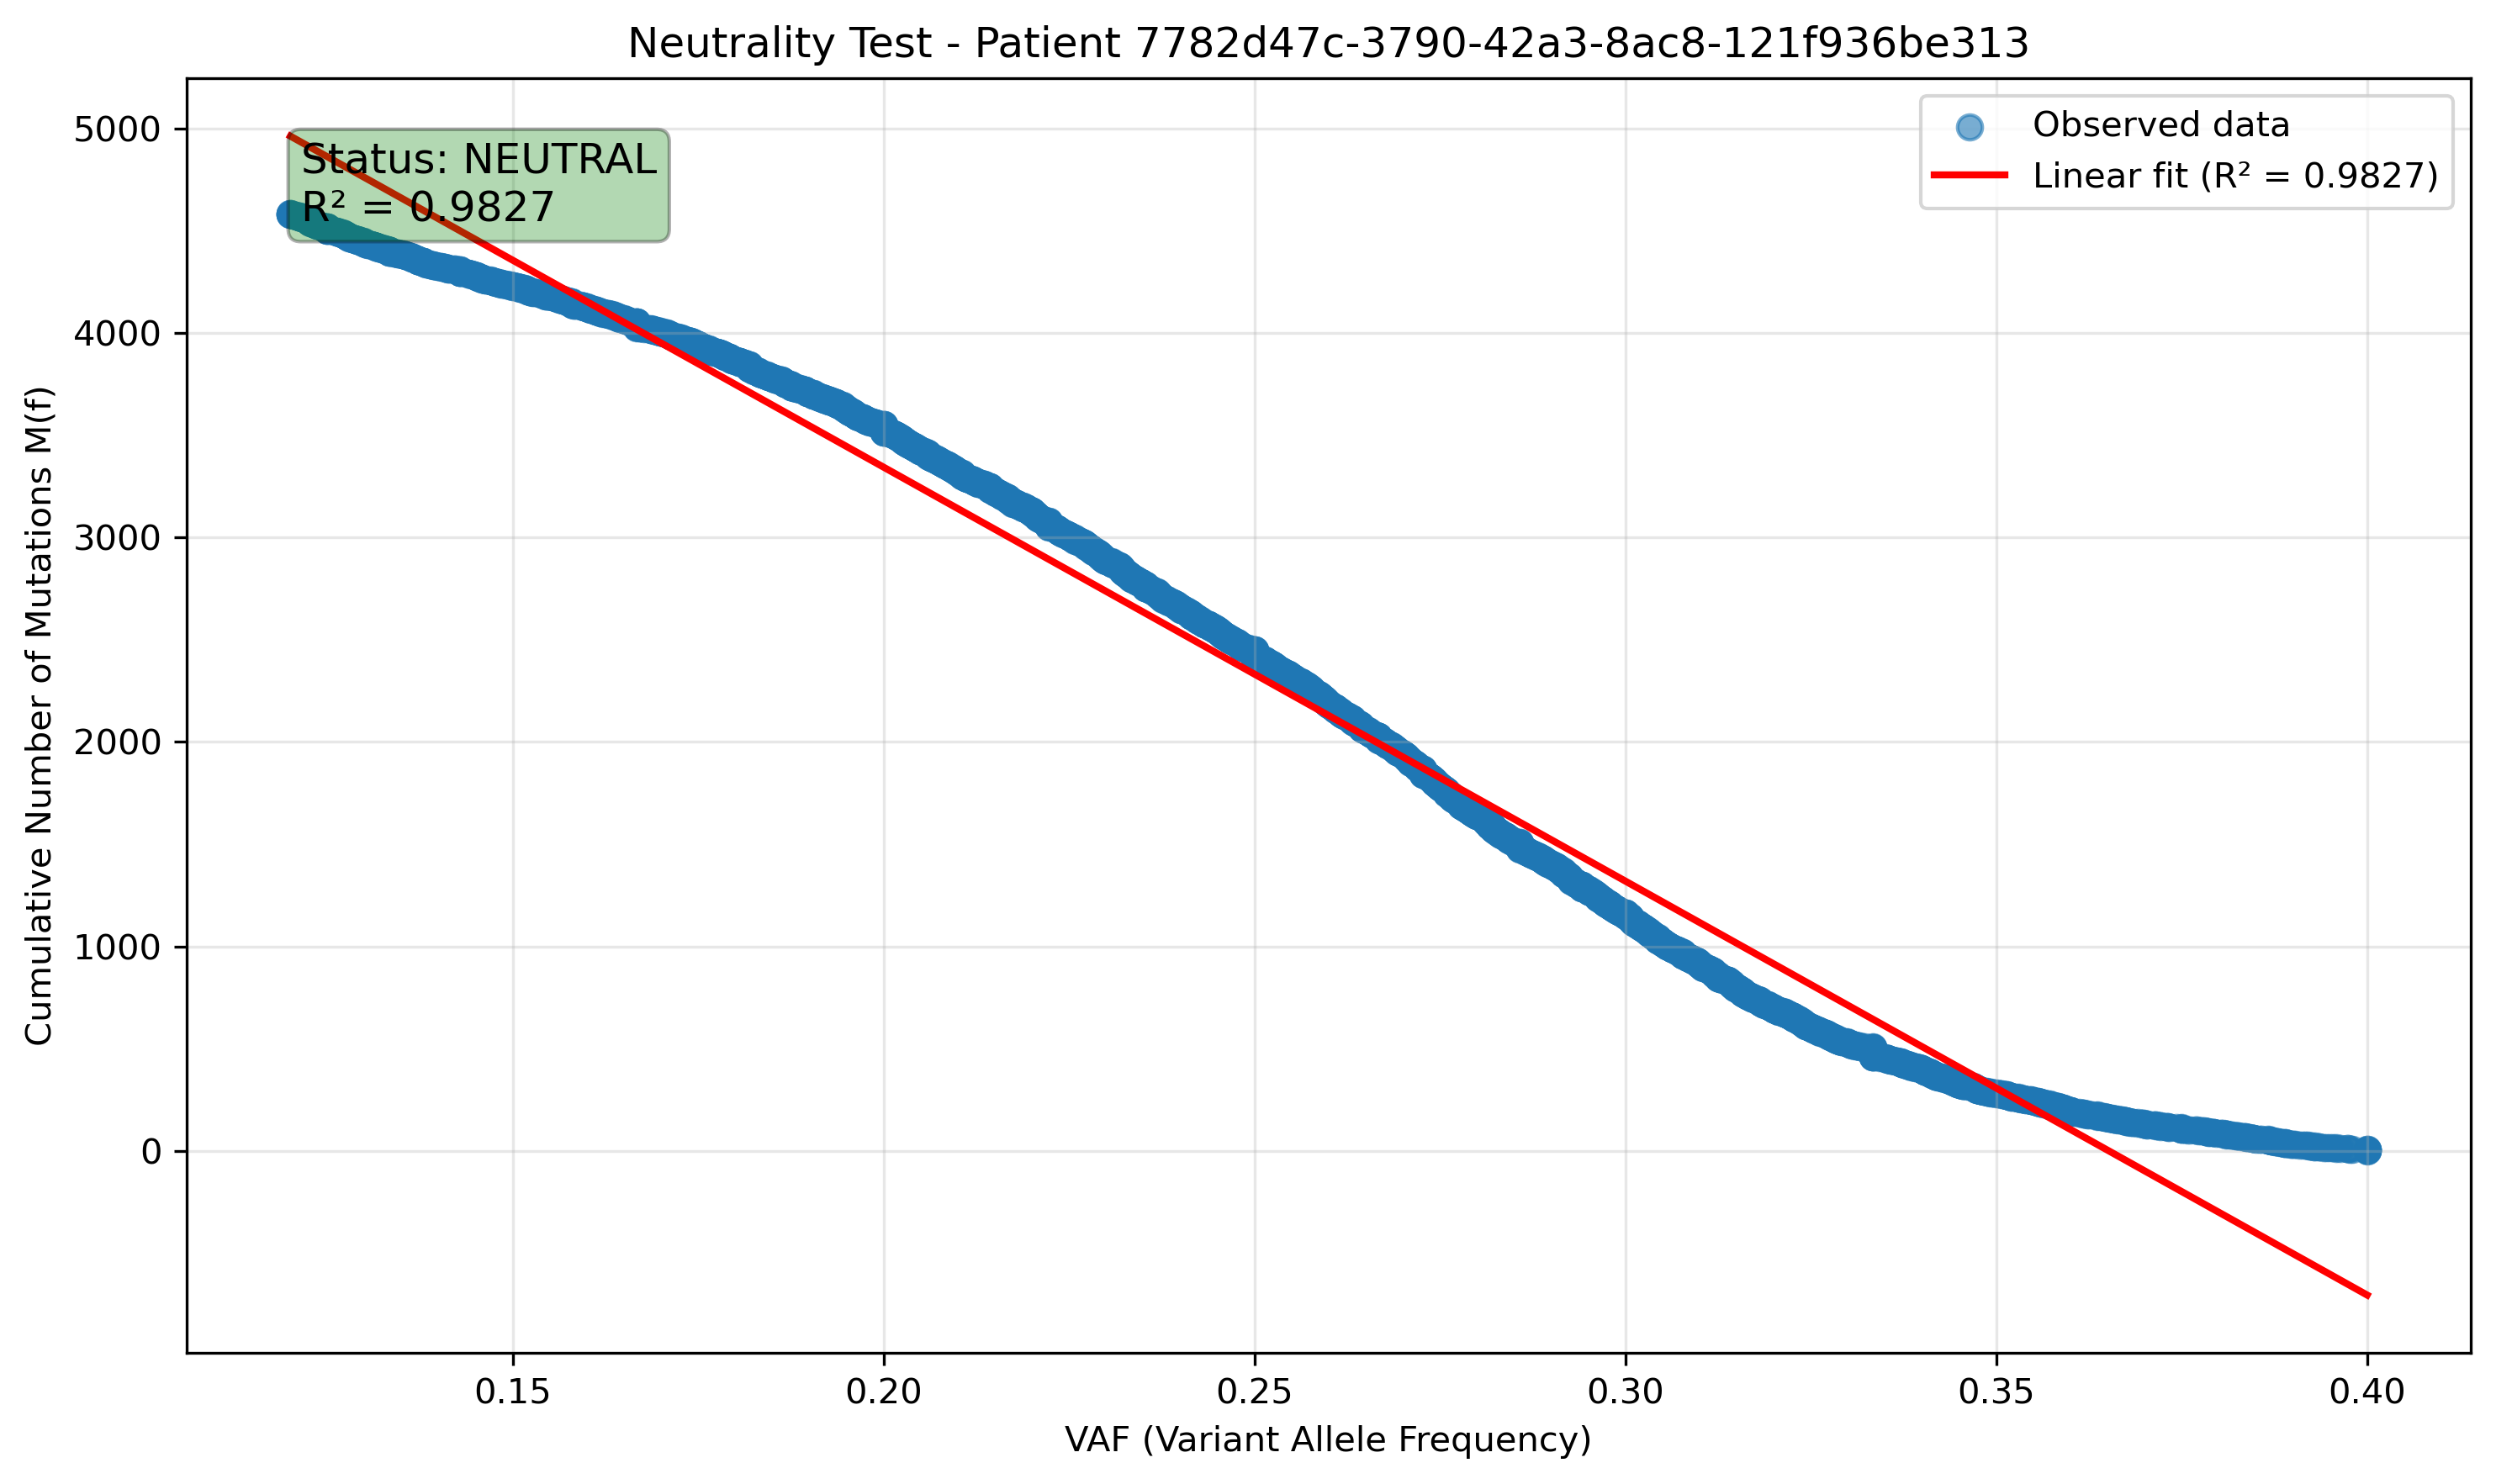 Neutrality Test - Patient 7782d47c-3790-42a3-8ac8-121f936be313
Status: NEUTRAL
R² = 0.9827
Observed data
Linear fit (R² = 0.9827)
Cumulative Number of Mutations M(f)
5000
4000
3000
2000
1000
0
0.15
0.20
0.25
0.30
0.35
0.40
VAF (Variant Allele Frequency)